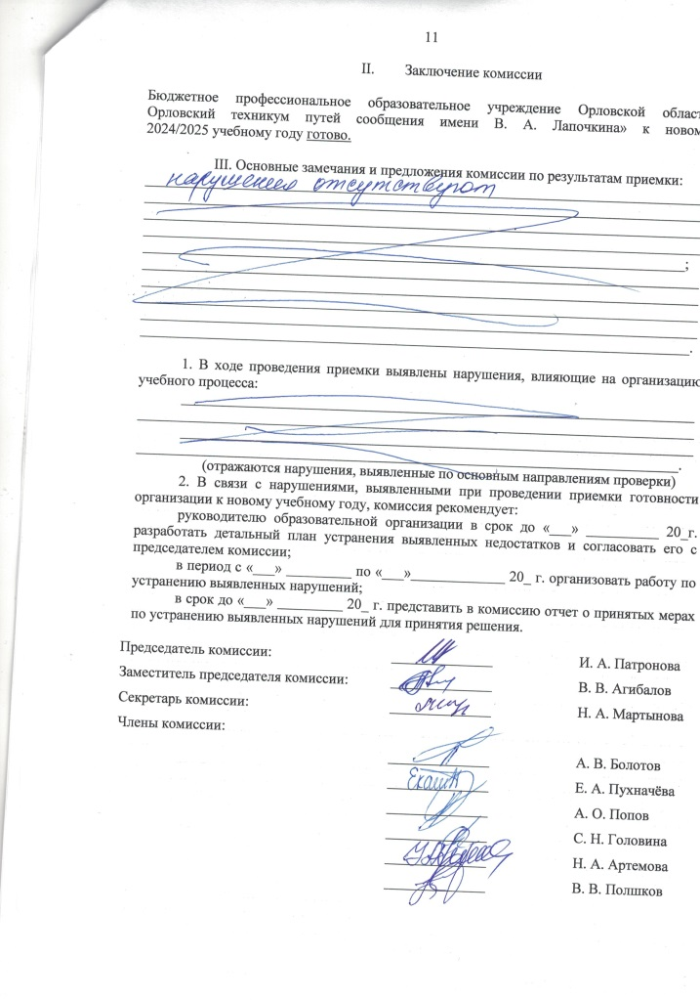 11
II. Заключение комиссии
Бюджетное профессиональное образовательное учреждение Орловской област
Орловский техникум путей сообщения имени В. А. Лапочкина» к новом
2024/2025 учебному году готово.
III. Основные замечания и предложения комиссии по результатам приемки:
нарушения отсутствуют
;
.
1. В ходе проведения приемки выявлены нарушения, влияющие на организацию
учебного процесса:
.
(отражаются нарушения, выявленные по основным направлениям проверки)
2. В связи с нарушениями, выявленными при проведении приемки готовности
организации к новому учебному году, комиссия рекомендует:
руководителю образовательной организации в срок до «___» __________ 20_г.
разработать детальный план устранения выявленных недостатков и согласовать его с
председателем комиссии;
в период с «___» _________ по «___»_____________ 20_ г. организовать работу по
устранению выявленных нарушений;
в срок до «___» _________ 20_ г. представить в комиссию отчет о принятых мерах
по устранению выявленных нарушений для принятия решения.
Председатель комиссии: И. А. Патронова
Заместитель председателя комиссии: В. В. Агибалов
Секретарь комиссии: Н. А. Мартынова
Члены комиссии:
А. В. Болотов
Е. А. Пухначёва
А. О. Попов
С. Н. Головина
Н. А. Артемова
В. В. Полшков